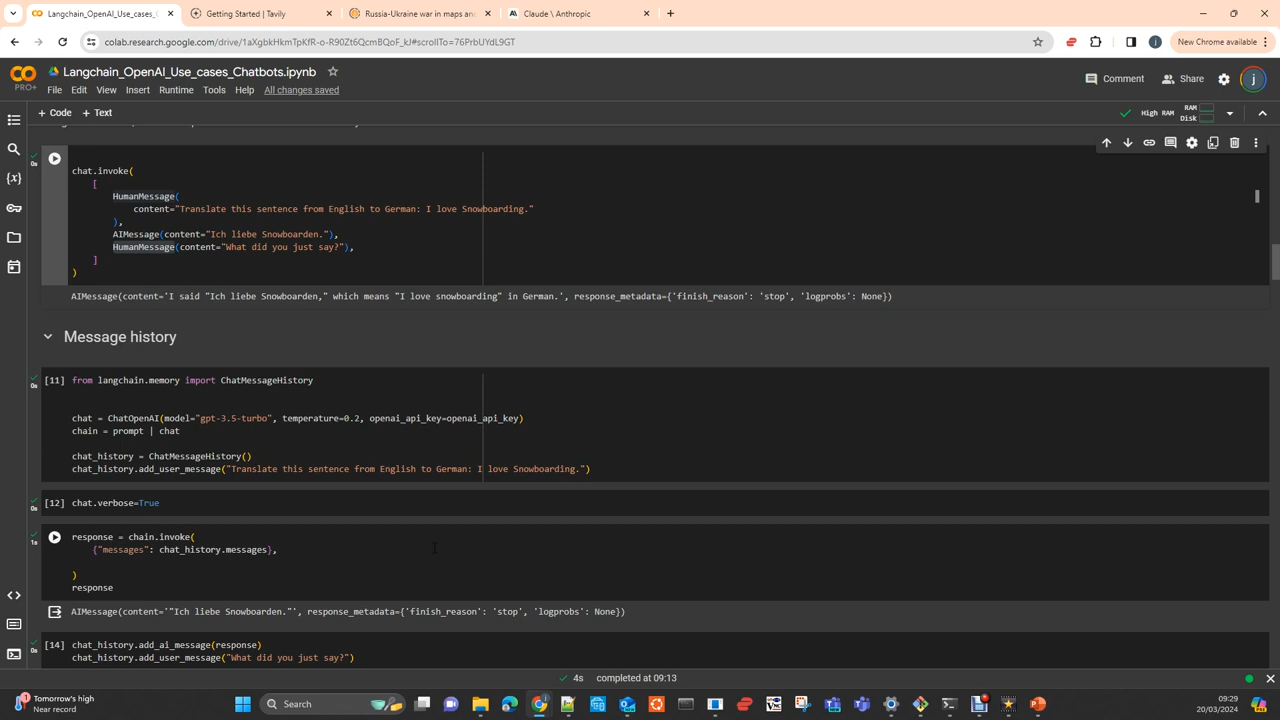 Langchain_OpenAI_Use_cases_C
Getting Started | Tavily
Russia-Ukraine war in maps and
Claude \ Anthropic
colab.research.google.com/drive/1aXgbkHkmTpKfR-o-R90Zt6QcmBQoF_kJ#scrollTo=76PrbUYdL9GT
New Chrome available
PRO+
Langchain_OpenAI_Use_cases_Chatbots.ipynb
Comment
Share
j
File Edit View Insert Runtime Tools Help All changes saved
+ Code + Text
High RAM
RAM
Disk
0s
chat.invoke(
[
HumanMessage(
content="Translate this sentence from English to German: I love Snowboarding."
),
AIMessage(content="Ich liebe Snowboarden."),
HumanMessage(content="What did you just say?"),
]
)
AIMessage(content='I said "Ich liebe Snowboarden," which means "I love snowboarding" in German.', response_metadata={'finish_reason': 'stop', 'logprobs': None})
Message history
[11] from langchain.memory import ChatMessageHistory
0s
chat = ChatOpenAI(model="gpt-3.5-turbo", temperature=0.2, openai_api_key=openai_api_key)
chain = prompt | chat
chat_history = ChatMessageHistory()
chat_history.add_user_message("Translate this sentence from English to German: I love Snowboarding.")
[12] chat.verbose=True
0s
response = chain.invoke(
1s
{"messages": chat_history.messages},
)
response
AIMessage(content='"Ich liebe Snowboarden."', response_metadata={'finish_reason': 'stop', 'logprobs': None})
[14] chat_history.add_ai_message(response)
0s
chat_history.add_user_message("What did you just say?")
4s completed at 09:13
1
Tomorrow's high
Near record
Search
09:29
20/03/2024